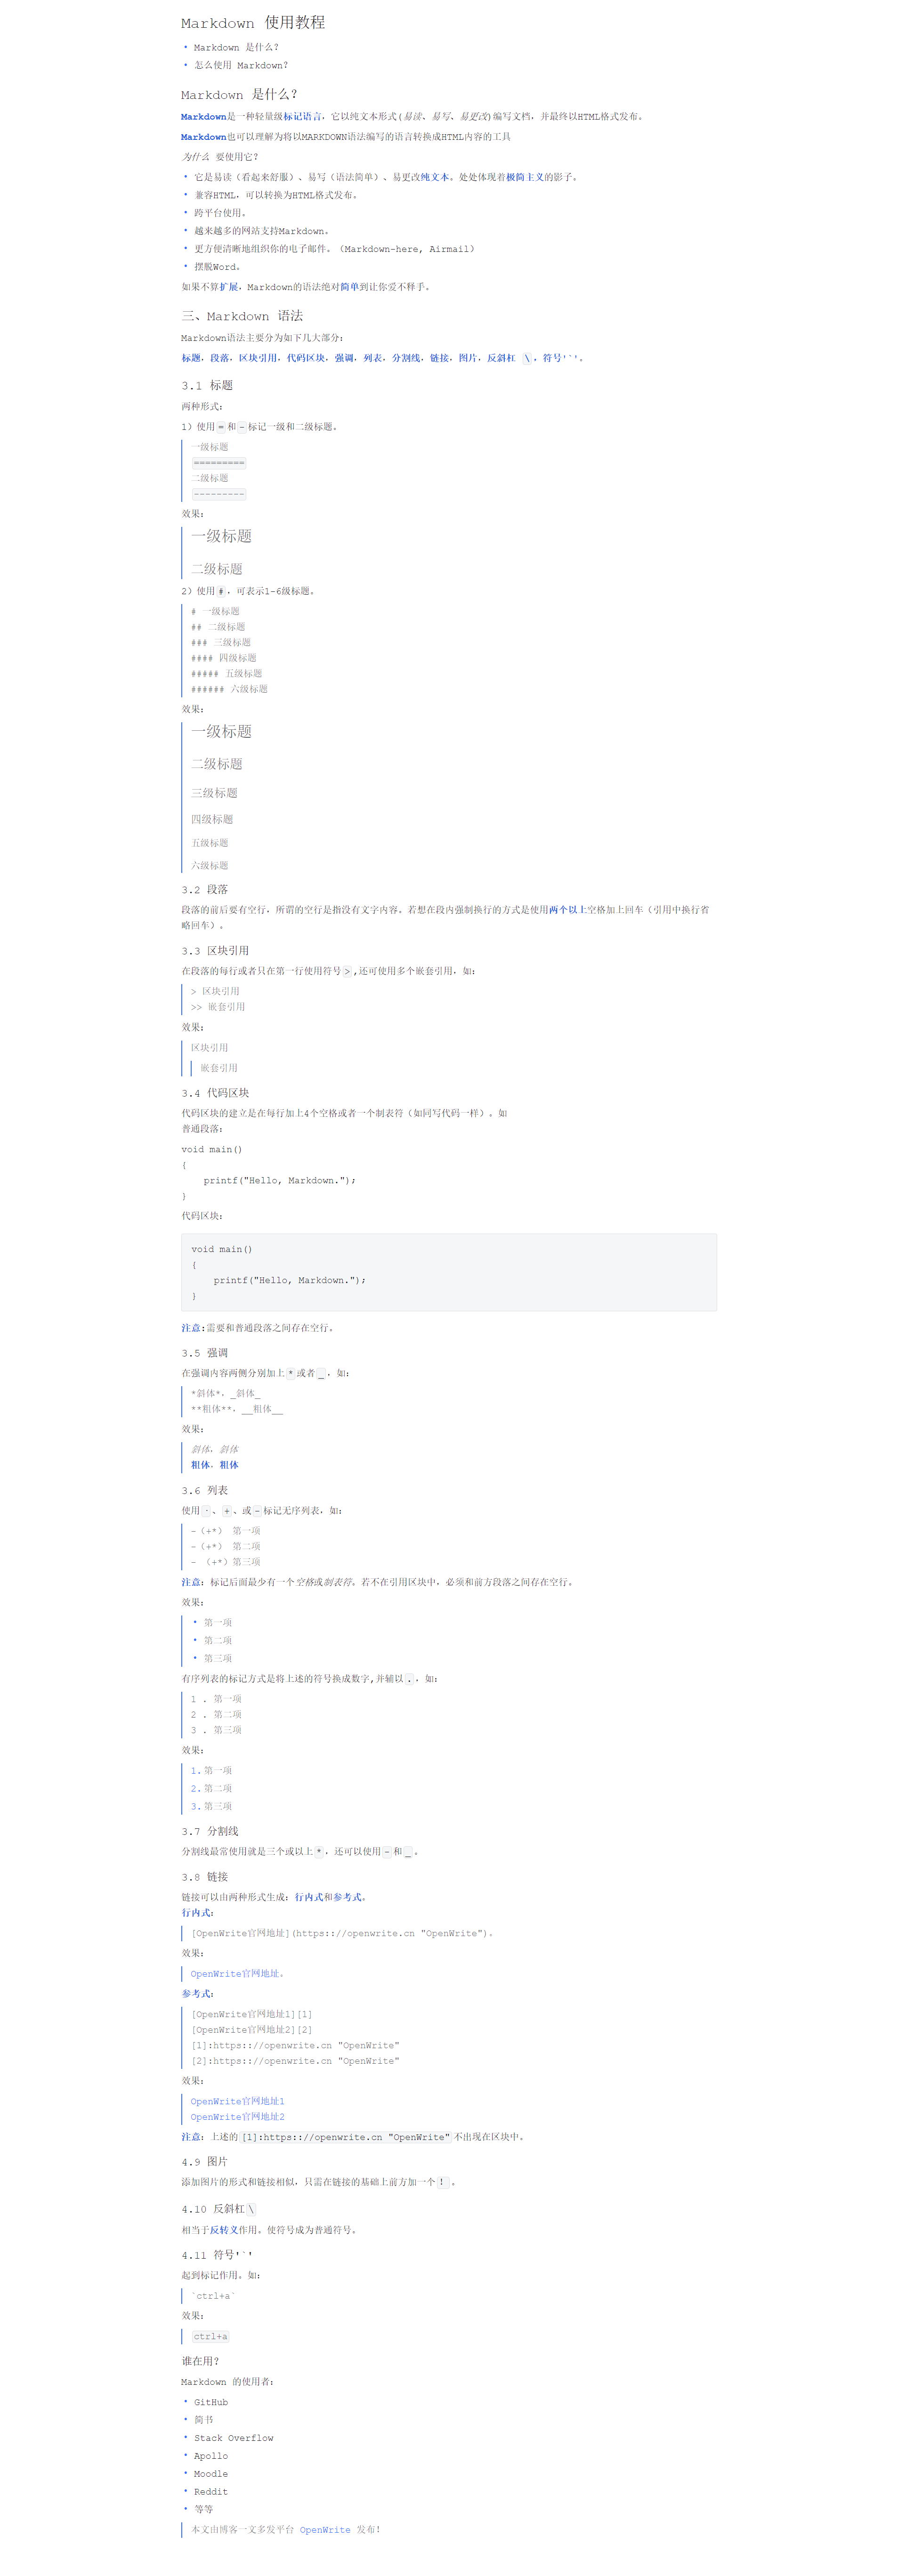 Markdown 使用教程
• Markdown 是什么?
• 怎么使用 Markdown?
Markdown 是什么?
Markdown是一种轻量级标记语言，它以纯文本形式(易读、易写、易更改)编写文档，并最终以HTML格式发布。
Markdown也可以理解为将以MARKDOWN语法编写的语言转换成HTML内容的工具
为什么 要使用它?
• 它是易读（看起来舒服）、易写（语法简单）、易更改纯文本。处处体现着极简主义的影子。
• 兼容HTML，可以转换为HTML格式发布。
• 跨平台使用。
• 越来越多的网站支持Markdown。
• 更方便清晰地组织你的电子邮件。（Markdown-here, Airmail）
• 摆脱Word。
如果不算扩展，Markdown的语法绝对简单到让你爱不释手。
三、Markdown 语法
Markdown语法主要分为如下几大部分：
标题，段落，区块引用，代码区块，强调，列表，分割线，链接，图片，反斜杠 \，符号'`'。
3.1 标题
两种形式：
1）使用=和-标记一级和二级标题。
一级标题
=========
二级标题
---------
效果：
一级标题
二级标题
2）使用#，可表示1-6级标题。
# 一级标题
## 二级标题
### 三级标题
#### 四级标题
##### 五级标题
###### 六级标题
效果：
一级标题
二级标题
三级标题
四级标题
五级标题
六级标题
3.2 段落
段落的前后要有空行，所谓的空行是指没有文字内容。若想在段内强制换行的方式是使用两个以上空格加上回车（引用中换行省
略回车）。
3.3 区块引用
在段落的每行或者只在第一行使用符号>,还可使用多个嵌套引用，如：
> 区块引用
>> 嵌套引用
效果：
区块引用
嵌套引用
3.4 代码区块
代码区块的建立是在每行加上4个空格或者一个制表符（如同写代码一样）。如
普通段落：
void main()
{
    printf("Hello, Markdown.");
}
代码区块：
void main()
{
    printf("Hello, Markdown.");
}
注意:需要和普通段落之间存在空行。
3.5 强调
在强调内容两侧分别加上*或者_，如：
*斜体*，_斜体_
**粗体**，__粗体__
效果：
斜体，斜体
粗体，粗体
3.6 列表
使用·、+、或-标记无序列表，如：
-（+*） 第一项
-（+*） 第二项
- （+*）第三项
注意：标记后面最少有一个空格或制表符。若不在引用区块中，必须和前方段落之间存在空行。
效果：
• 第一项
• 第二项
• 第三项
有序列表的标记方式是将上述的符号换成数字,并辅以.，如：
1 . 第一项
2 . 第二项
3 . 第三项
效果：
1.第一项
2.第二项
3.第三项
3.7 分割线
分割线最常使用就是三个或以上*，还可以使用-和_。
3.8 链接
链接可以由两种形式生成：行内式和参考式。
行内式：
[OpenWrite官网地址](https:://openwrite.cn "OpenWrite")。
效果：
OpenWrite官网地址。
参考式：
[OpenWrite官网地址1][1]
[OpenWrite官网地址2][2]
[1]:https:://openwrite.cn "OpenWrite"
[2]:https:://openwrite.cn "OpenWrite"
效果：
OpenWrite官网地址1
OpenWrite官网地址2
注意：上述的[1]:https:://openwrite.cn "OpenWrite"不出现在区块中。
4.9 图片
添加图片的形式和链接相似，只需在链接的基础上前方加一个！。
4.10 反斜杠\
相当于反转义作用。使符号成为普通符号。
4.11 符号'`'
起到标记作用。如：
`ctrl+a`
效果：
ctrl+a
谁在用?
Markdown 的使用者：
• GitHub
• 简书
• Stack Overflow
• Apollo
• Moodle
• Reddit
• 等等
本文由博客一文多发平台 OpenWrite 发布!